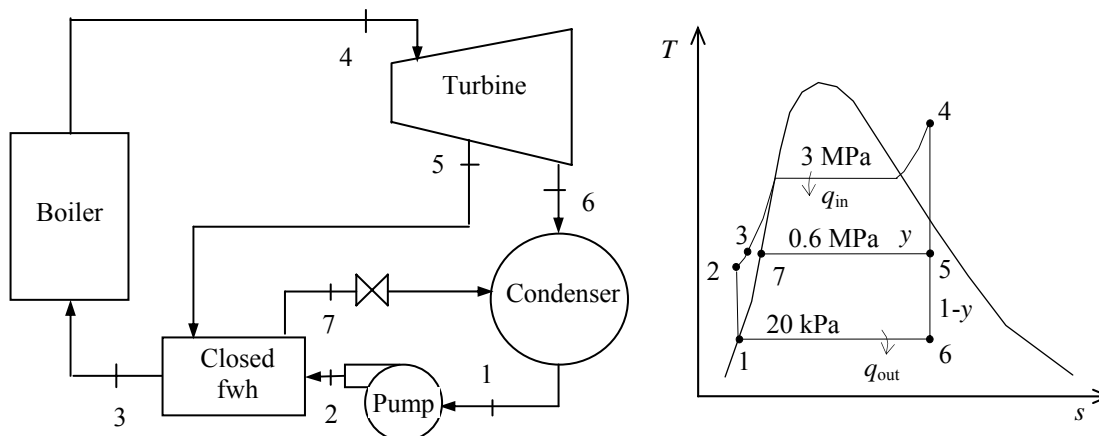 4
Turbine
5
6
Boiler
7
Condenser
Closed
fwh
3
2
Pump
1
T
4
3 MPa
q_in
3
2
0.6 MPa
y
7
5
20 kPa
1-y
1
q_out
6
s